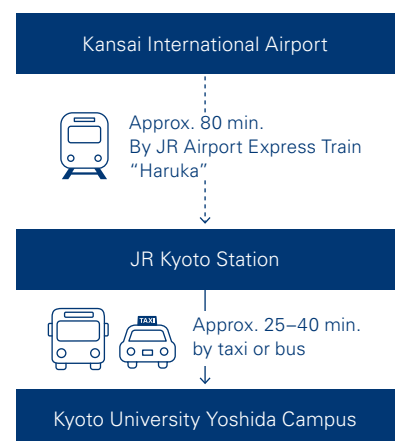 Kansai International Airport
Approx. 80 min.
By JR Airport Express Train
“Haruka”
JR Kyoto Station
TAXI
Approx. 25–40 min.
by taxi or bus
Kyoto University Yoshida Campus